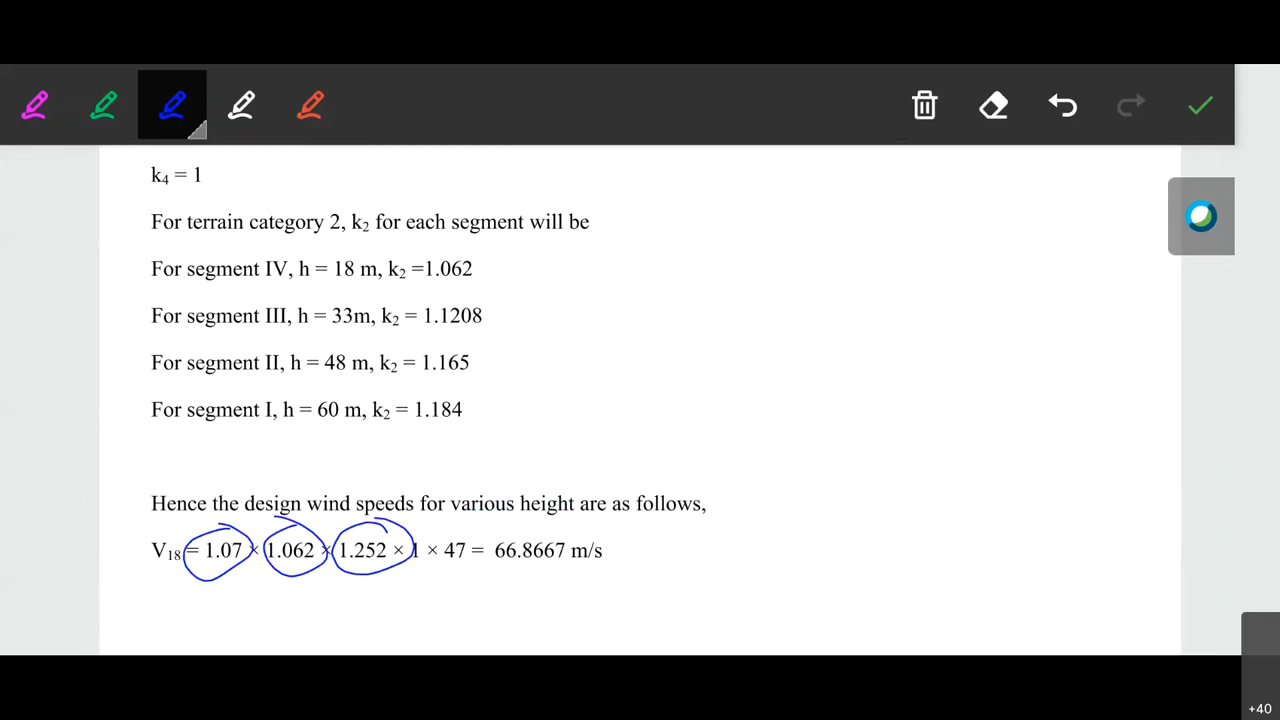 k₄ = 1
For terrain category 2, k₂ for each segment will be
For segment IV, h = 18 m, k₂ =1.062
For segment III, h = 33m, k₂ = 1.1208
For segment II, h = 48 m, k₂ = 1.165
For segment I, h = 60 m, k₂ = 1.184
Hence the design wind speeds for various height are as follows,
V₁₈ = 1.07 × 1.062 × 1.252 × 1 × 47 = 66.8667 m/s
+40